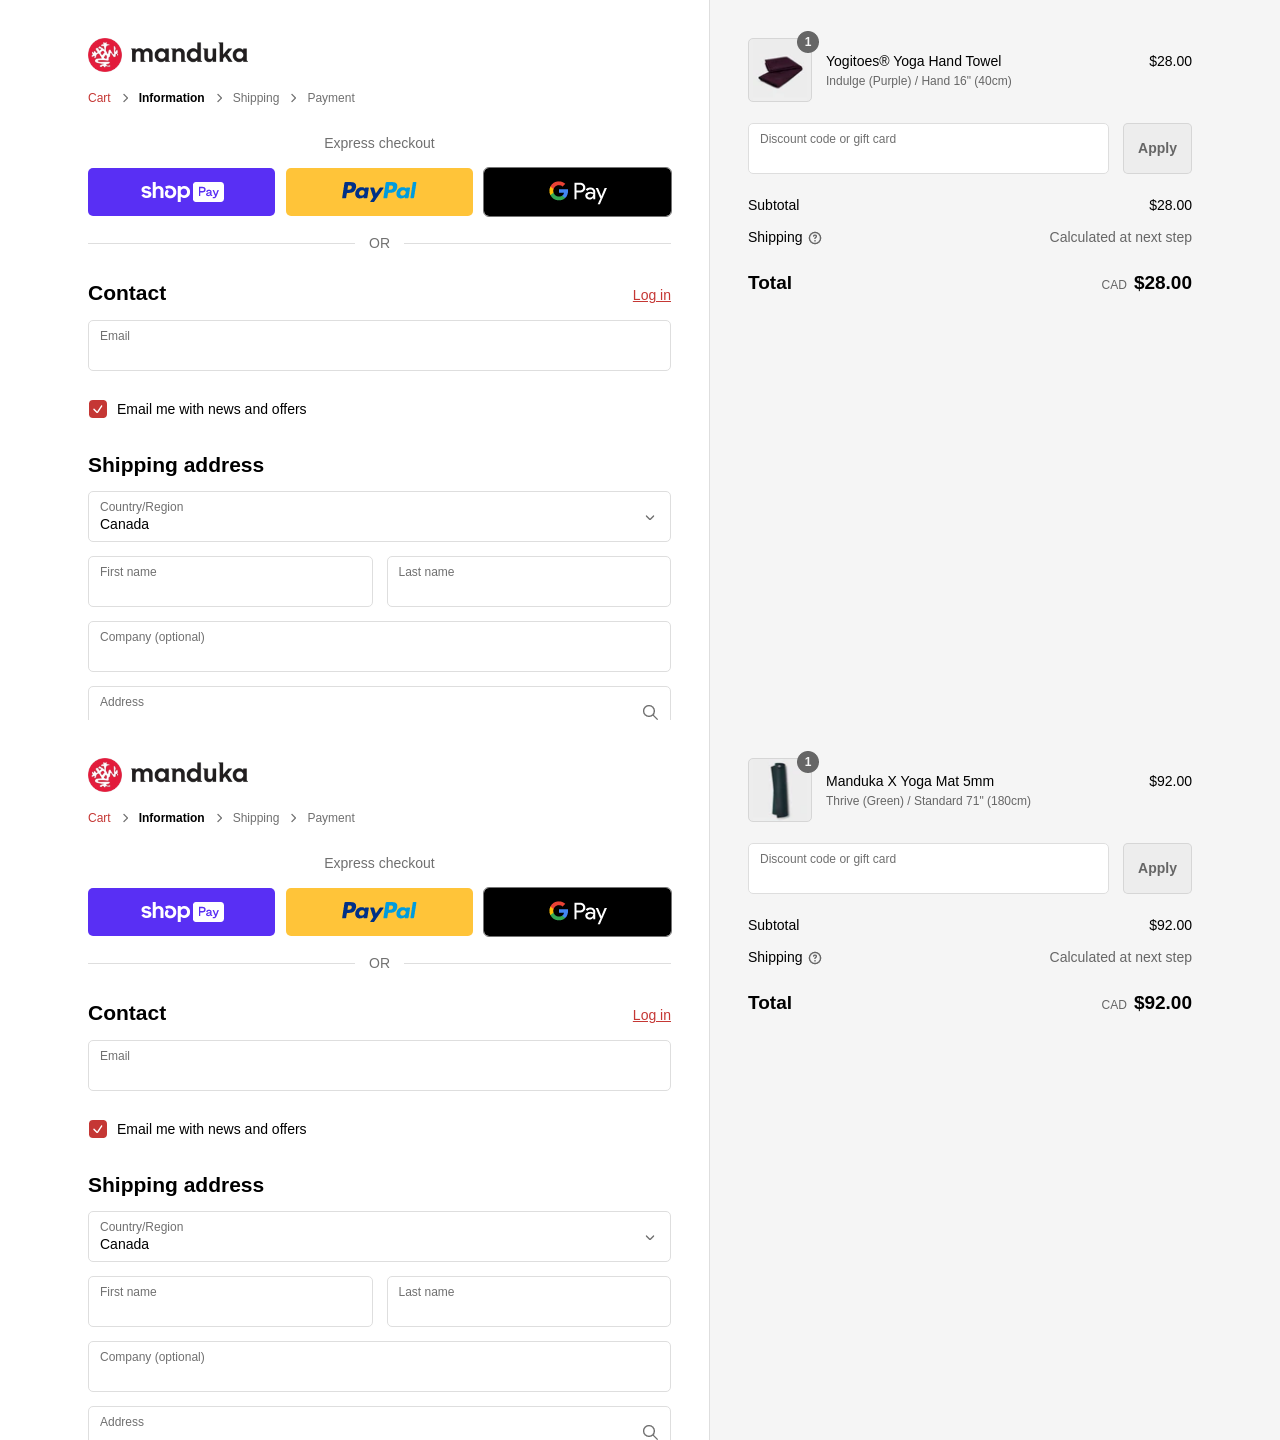 manduka
Cart > Information > Shipping > Payment
Express checkout
shop Pay PayPal G Pay
OR
Contact Log in
Email
Email me with news and offers
Shipping address
Country/Region
Canada
First name Last name
Company (optional)
Address
1
Yogitoes® Yoga Hand Towel $28.00
Indulge (Purple) / Hand 16" (40cm)
Discount code or gift card Apply
Subtotal $28.00
Shipping Calculated at next step
Total CAD $28.00
manduka
Cart > Information > Shipping > Payment
Express checkout
shop Pay PayPal G Pay
OR
Contact Log in
Email
Email me with news and offers
Shipping address
Country/Region
Canada
First name Last name
Company (optional)
Address
1
Manduka X Yoga Mat 5mm $92.00
Thrive (Green) / Standard 71" (180cm)
Discount code or gift card Apply
Subtotal $92.00
Shipping Calculated at next step
Total CAD $92.00